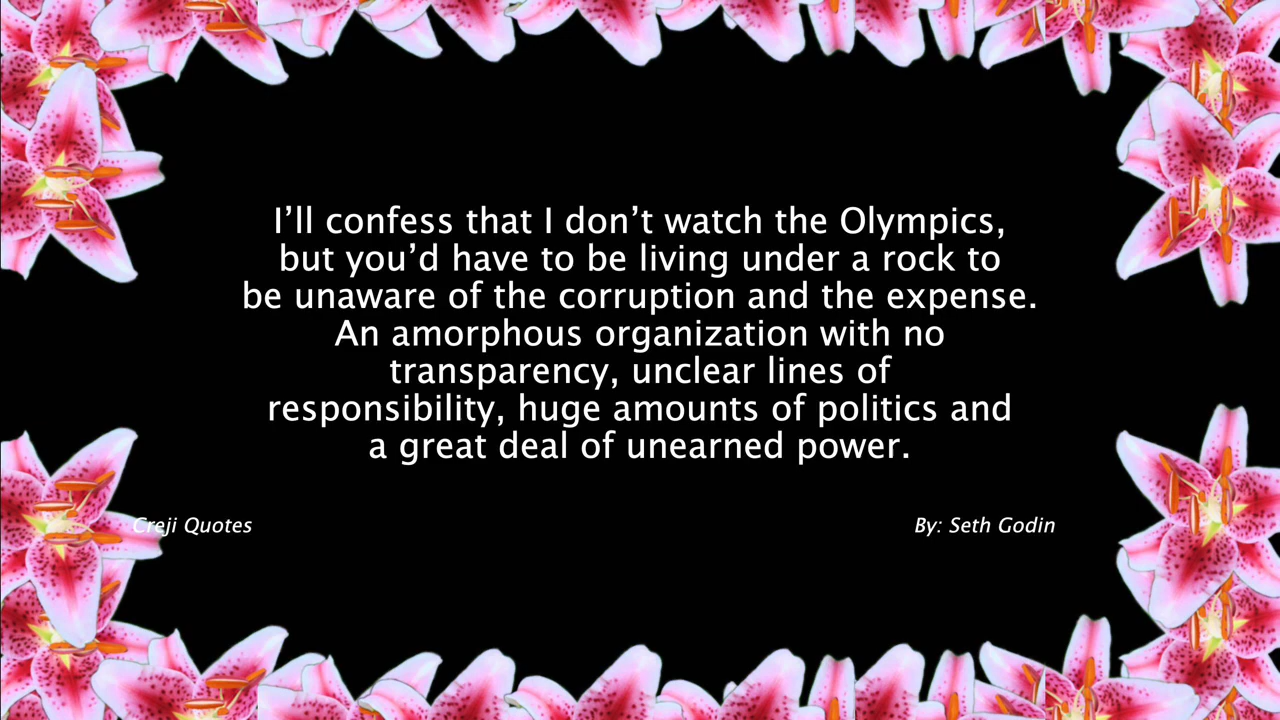 I’ll confess that I don’t watch the Olympics,
but you’d have to be living under a rock to
be unaware of the corruption and the expense.
An amorphous organization with no
transparency, unclear lines of
responsibility, huge amounts of politics and
a great deal of unearned power.
Creji Quotes
By: Seth Godin